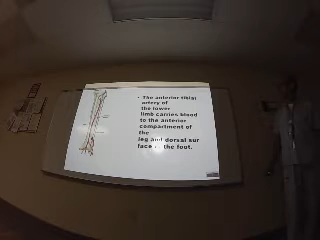 • The anterior tibial
artery of
the lower
limb carries blood
to the anterior
compartment of
the
leg and dorsal sur
face of the foot.